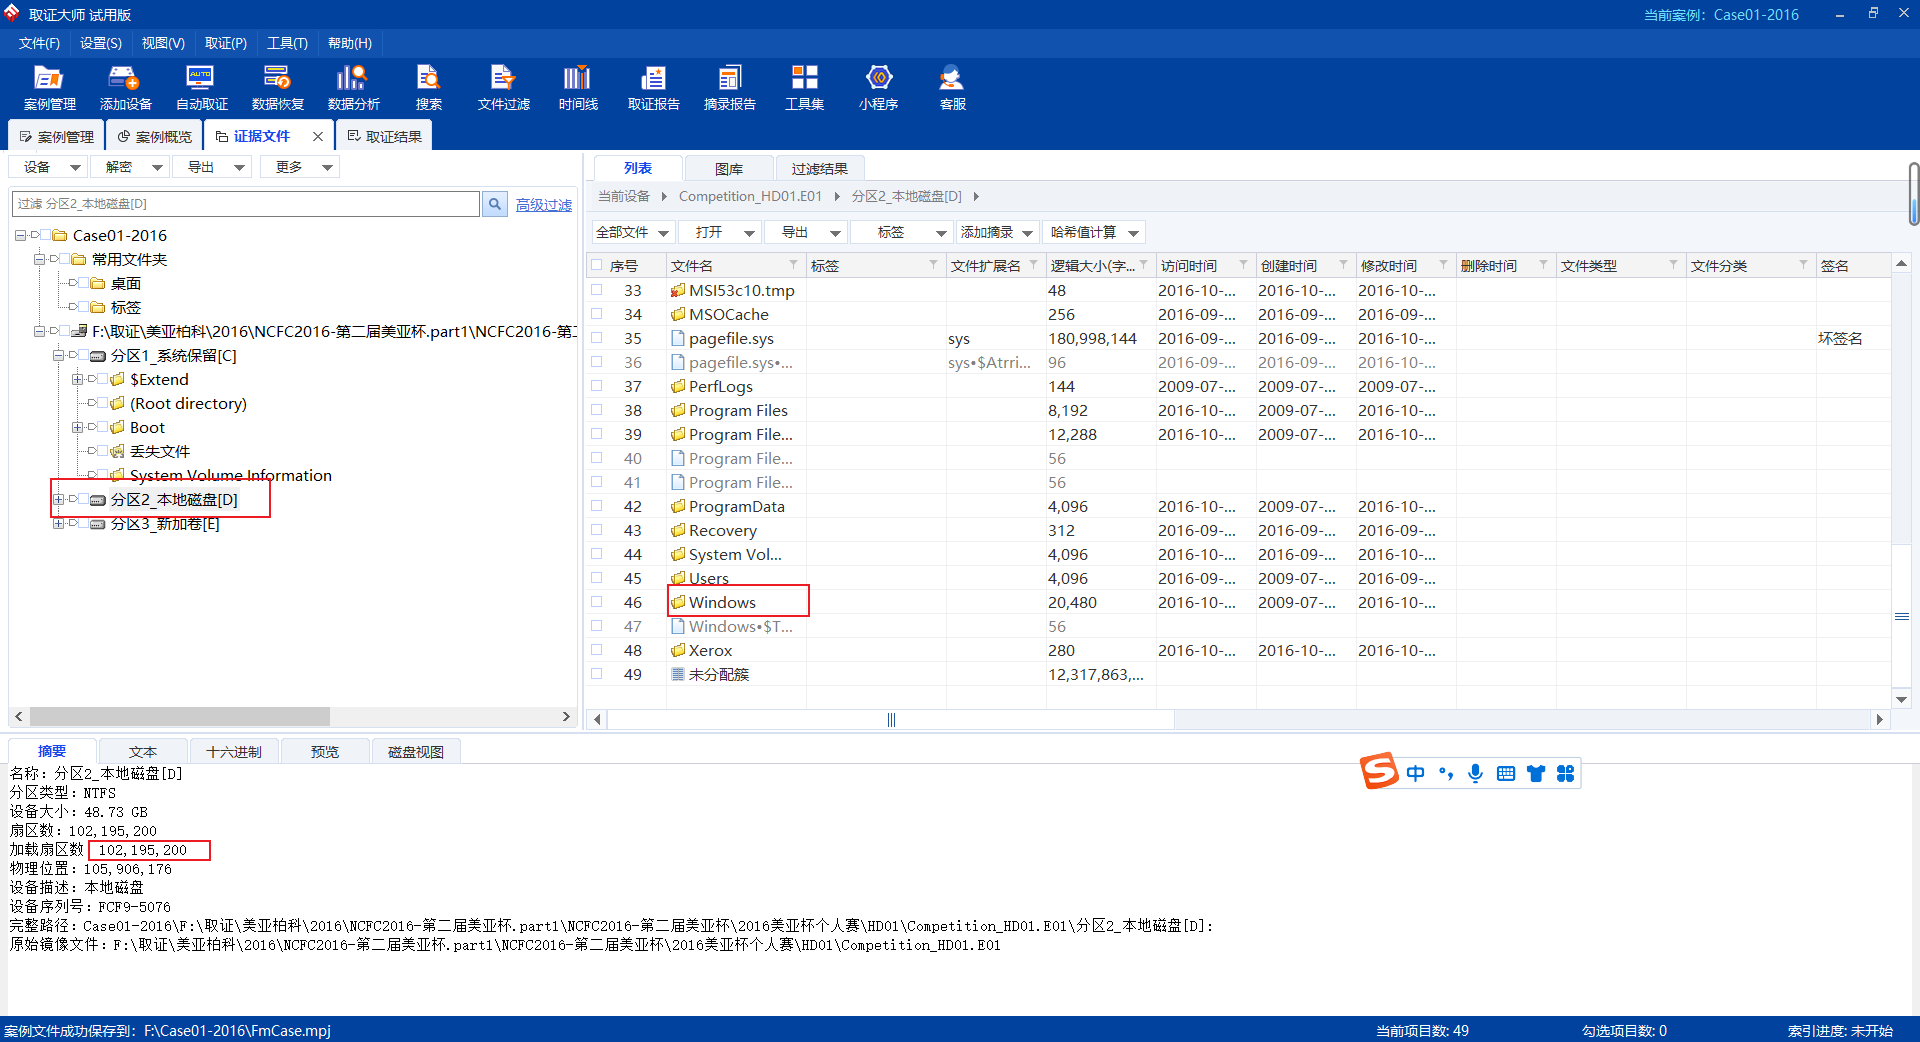 取证大师 试用版
当前案例：Case01-2016
文件(F) 设置(S) 视图(V) 取证(P) 工具(T) 帮助(H)
AUTO
案例管理 添加设备 自动取证 数据恢复 数据分析 搜索 文件过滤 时间线 取证报告 摘录报告 工具集 小程序 客服
案例管理 案例概览 证据文件 取证结果
设备 解密 导出 更多
过滤 分区2_本地磁盘[D]
高级过滤
Case01-2016
常用文件夹
桌面
标签
F:\取证\美亚柏科\2016\NCFC2016-第二届美亚杯.part1\NCFC2016-第二
分区1_系统保留[C]
$Extend
(Root directory)
Boot
丢失文件
System Volume Information
分区2_本地磁盘[D]
分区3_新加卷[E]
列表 图库 过滤结果
当前设备 Competition_HD01.E01 分区2_本地磁盘[D]
全部文件 打开 导出 标签 添加摘录 哈希值计算
序号 文件名 标签 文件扩展名 逻辑大小(字... 访问时间 创建时间 修改时间 删除时间 文件类型 文件分类 签名
33 MSI53c10.tmp 48 2016-10-... 2016-10-... 2016-10-...
34 MSOCache 256 2016-09-... 2016-09-... 2016-09-...
35 pagefile.sys sys 180,998,144 2016-09-... 2016-09-... 2016-10-... 坏签名
36 pagefile.sys•... sys•$Atrri... 96 2016-09-... 2016-09-... 2016-10-...
37 PerfLogs 144 2009-07-... 2009-07-... 2009-07-...
38 Program Files 8,192 2016-10-... 2009-07-... 2016-10-...
39 Program File... 12,288 2016-10-... 2009-07-... 2016-10-...
40 Program File... 56
41 Program File... 56
42 ProgramData 4,096 2016-10-... 2009-07-... 2016-10-...
43 Recovery 312 2016-09-... 2016-09-... 2016-09-...
44 System Vol... 4,096 2016-10-... 2016-09-... 2016-10-...
45 Users 4,096 2016-09-... 2009-07-... 2016-09-...
46 Windows 20,480 2016-10-... 2009-07-... 2016-10-...
47 Windows•$T... 56
48 Xerox 280 2016-10-... 2016-10-... 2016-10-...
49 未分配簇 12,317,863,...
摘要 文本 十六进制 预览 磁盘视图
名称：分区2_本地磁盘[D]
分区类型：NTFS
设备大小：48.73 GB
扇区数：102,195,200
加载扇区数 102,195,200
物理位置：105,906,176
设备描述：本地磁盘
设备序列号：FCF9-5076
完整路径：Case01-2016\F:\取证\美亚柏科\2016\NCFC2016-第二届美亚杯.part1\NCFC2016-第二届美亚杯\2016美亚杯个人赛\HD01\Competition_HD01.E01\分区2_本地磁盘[D]:
原始镜像文件：F:\取证\美亚柏科\2016\NCFC2016-第二届美亚杯.part1\NCFC2016-第二届美亚杯\2016美亚杯个人赛\HD01\Competition_HD01.E01
S 中
案例文件成功保存到：F:\Case01-2016\FmCase.mpj
当前项目数: 49
勾选项目数: 0
索引进度: 未开始